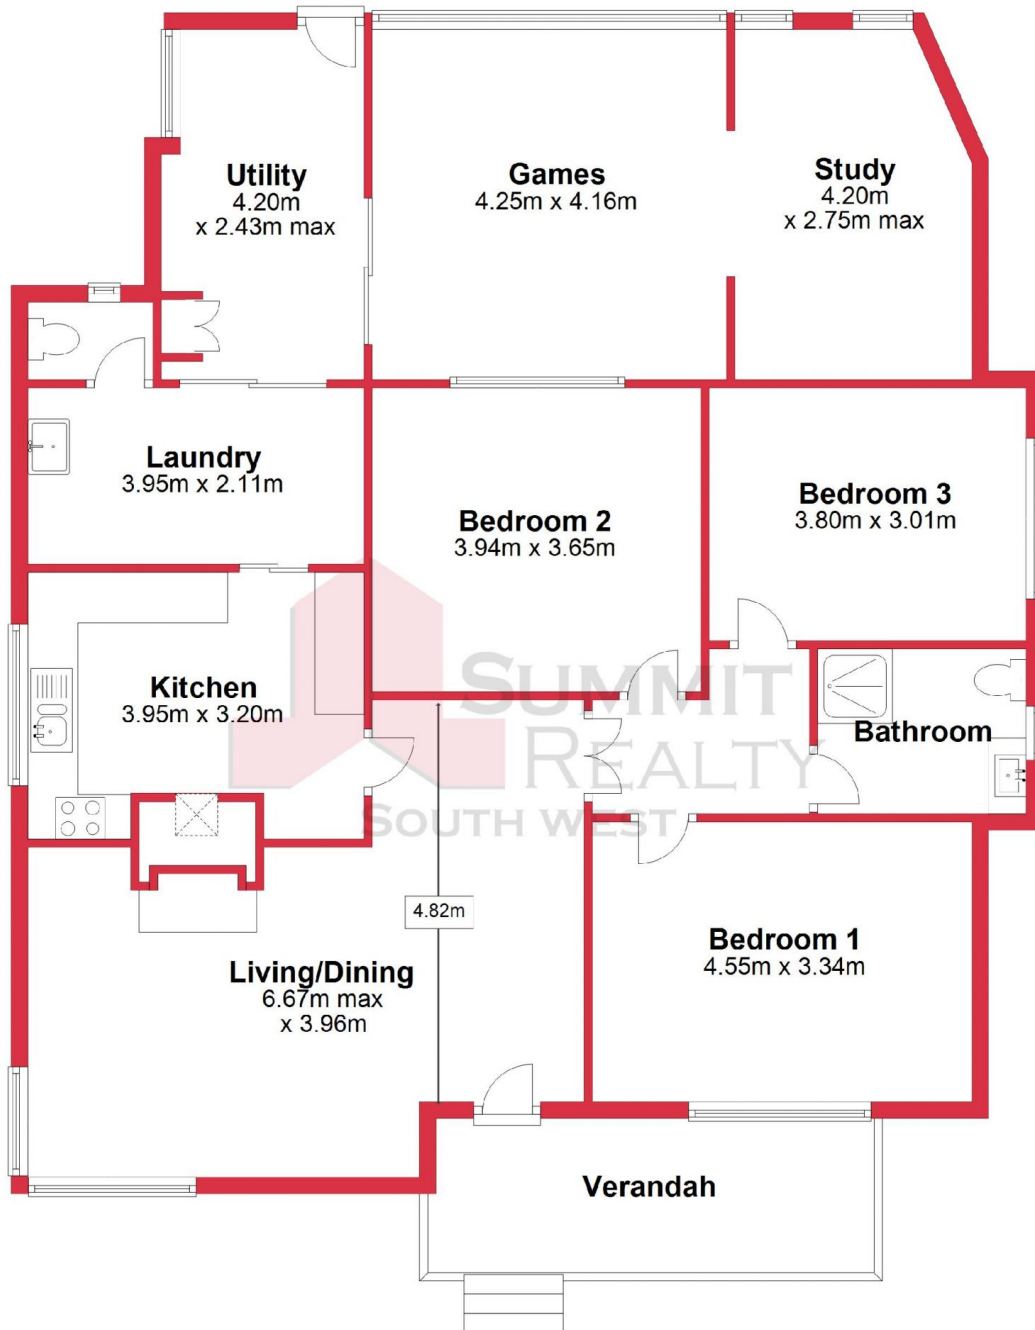 Utility
4.20m
x 2.43m max
Games
4.25m x 4.16m
Study
4.20m
x 2.75m max
Laundry
3.95m x 2.11m
Bedroom 2
3.94m x 3.65m
Bedroom 3
3.80m x 3.01m
Kitchen
3.95m x 3.20m
SUMMIT
REALTY
SOUTH WEST
Bathroom
4.82m
Living/Dining
6.67m max
x 3.96m
Bedroom 1
4.55m x 3.34m
Verandah